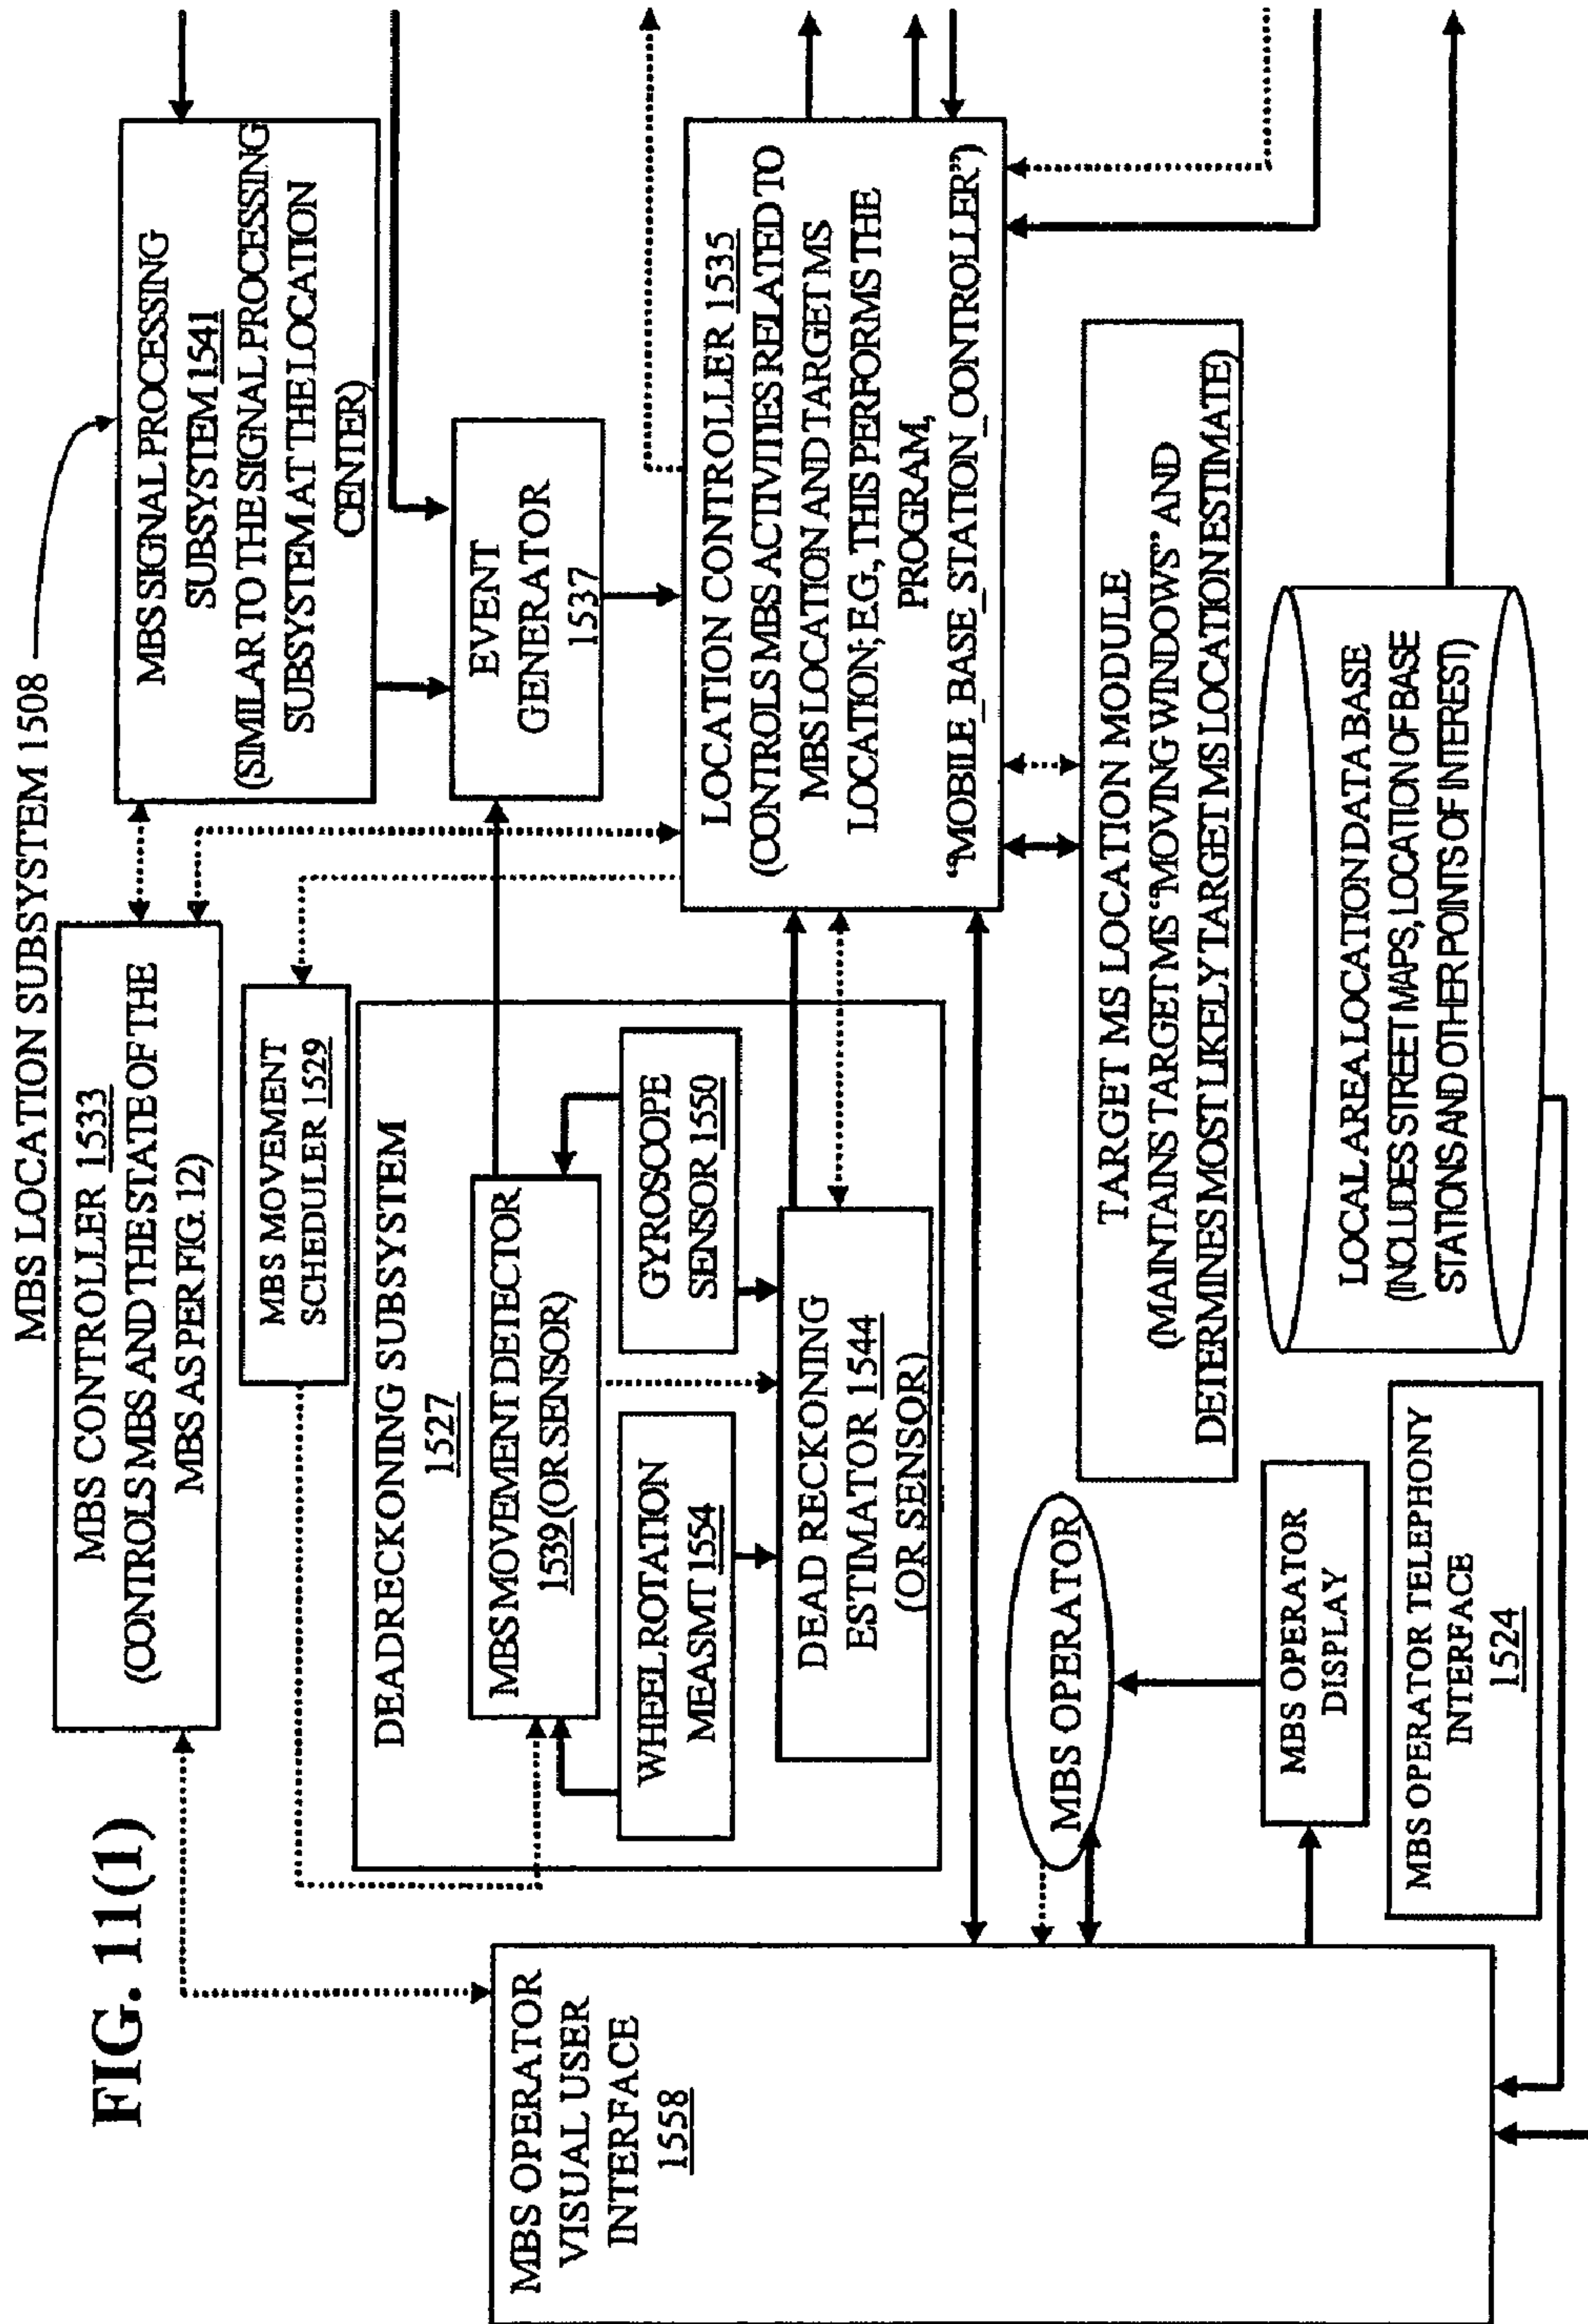 FIG. 11(1)
MBS LOCATION SUBSYSTEM 1508
MBS CONTROLLER 1533
(CONTROLS MBS AND THE STATE OF THE
MBS AS PER FIG. 12)
MBS SIGNAL PROCESSING
SUBSYSTEM 1541
(SIMILAR TO THE SIGNAL PROCESSING
SUBSYSTEM AT THE LOCATION
CENTER)
MBS MOVEMENT
SCHEDULER 1529
DEADRECKONING SUBSYSTEM
1527
MBS MOVEMENT DETECTOR
1539 (OR SENSOR)
WHEEL ROTATION
MEASMT 1554
GYROSCOPE
SENSOR 1550
DEAD RECKONING
ESTIMATOR 1544
(OR SENSOR)
EVENT
GENERATOR
1537
LOCATION CONTROLLER 1535
(CONTROLS MBS ACTIVITIES RELATED TO
MBS LOCATION AND TARGET MS
LOCATION; E.G., THIS PERFORMS THE
PROGRAM,
“MOBILE_BASE_STATION_CONTROLLER”)
MBS OPERATOR
VISUAL USER
INTERFACE
1558
MBS OPERATOR
TARGET MS LOCATION MODULE
(MAINTAINS TARGET MS “MOVING WINDOWS” AND
DETERMINES MOST LIKELY TARGET MS LOCATION ESTIMATE)
MBS OPERATOR
DISPLAY
LOCAL AREA LOCATION DATA BASE
(INCLUDES STREET MAPS, LOCATION OF BASE
STATIONS AND OTHER POINTS OF INTEREST)
MBS OPERATOR TELEPHONY
INTERFACE
1524